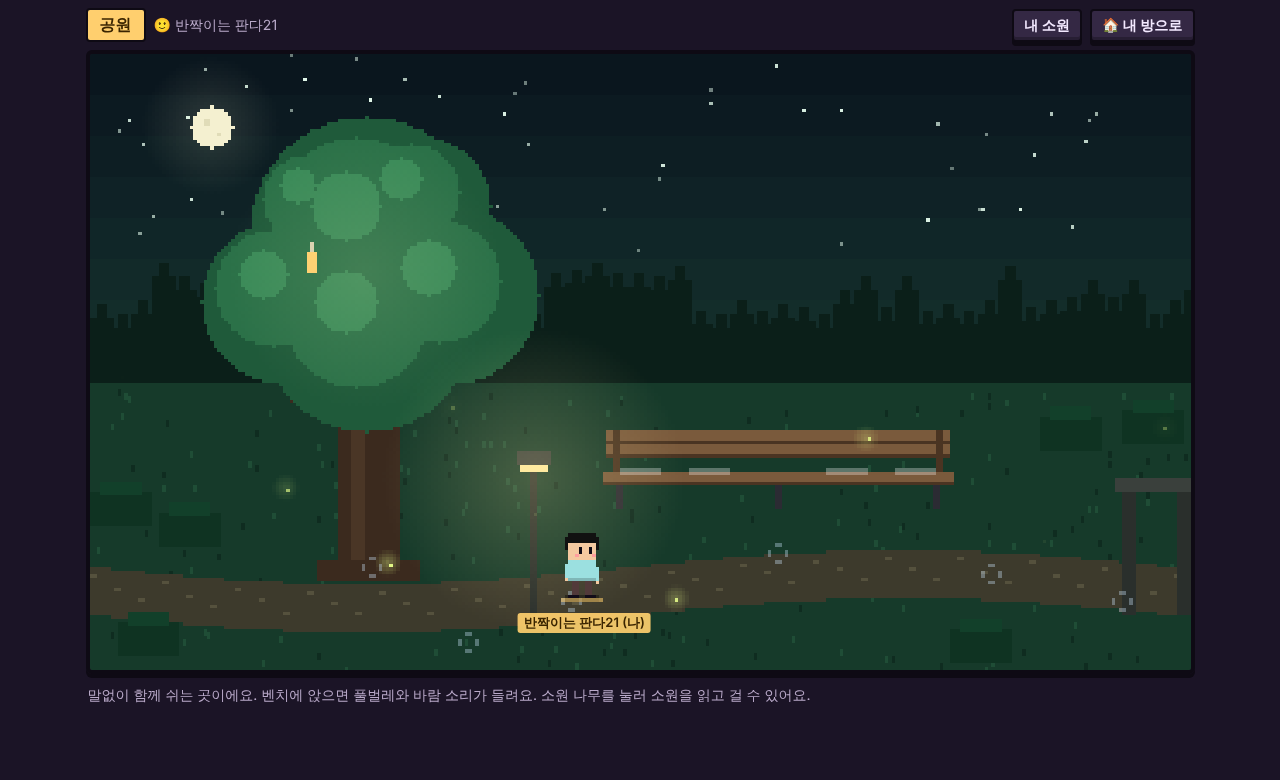 공원
🙂 반짝이는 판다21
내 소원
🏠 내 방으로
반짝이는 판다21 (나)
말없이 함께 쉬는 곳이에요. 벤치에 앉으면 풀벌레와 바람 소리가 들려요. 소원 나무를 눌러 소원을 읽고 걸 수 있어요.